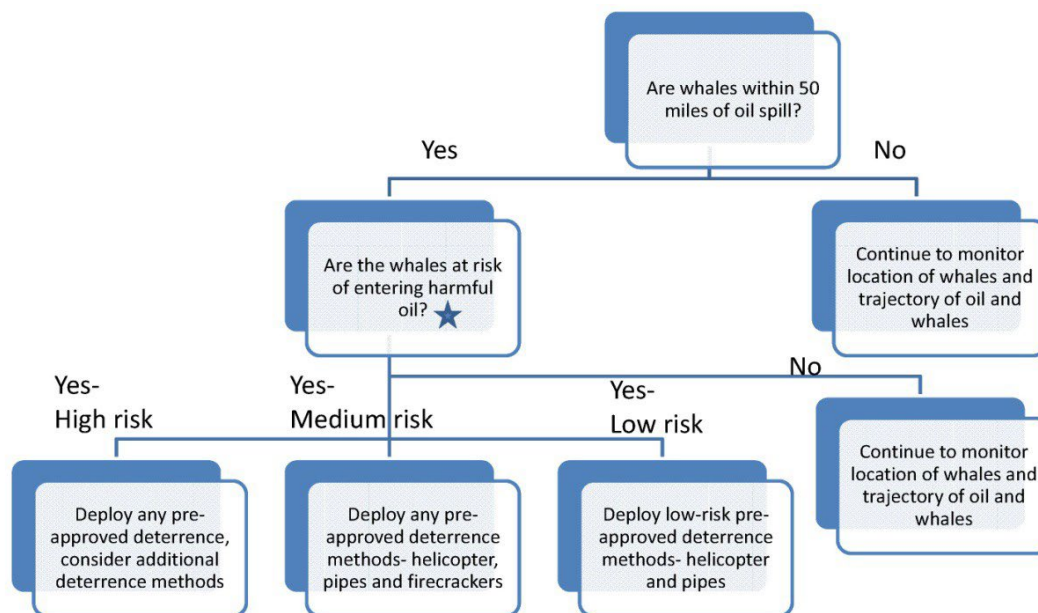 Are whales within 50
miles of oil spill?
Yes
No
Are the whales at risk
of entering harmful
oil?
Continue to monitor
location of whales and
trajectory of oil and
whales
No
Yes-
High risk
Yes-
Medium risk
Yes-
Low risk
Continue to monitor
location of whales and
trajectory of oil and
whales
Deploy any pre-
approved deterrence,
consider additional
deterrence methods
Deploy any pre-
approved deterrence
methods- helicopter,
pipes and firecrackers
Deploy low-risk pre-
approved deterrence
methods- helicopter
and pipes